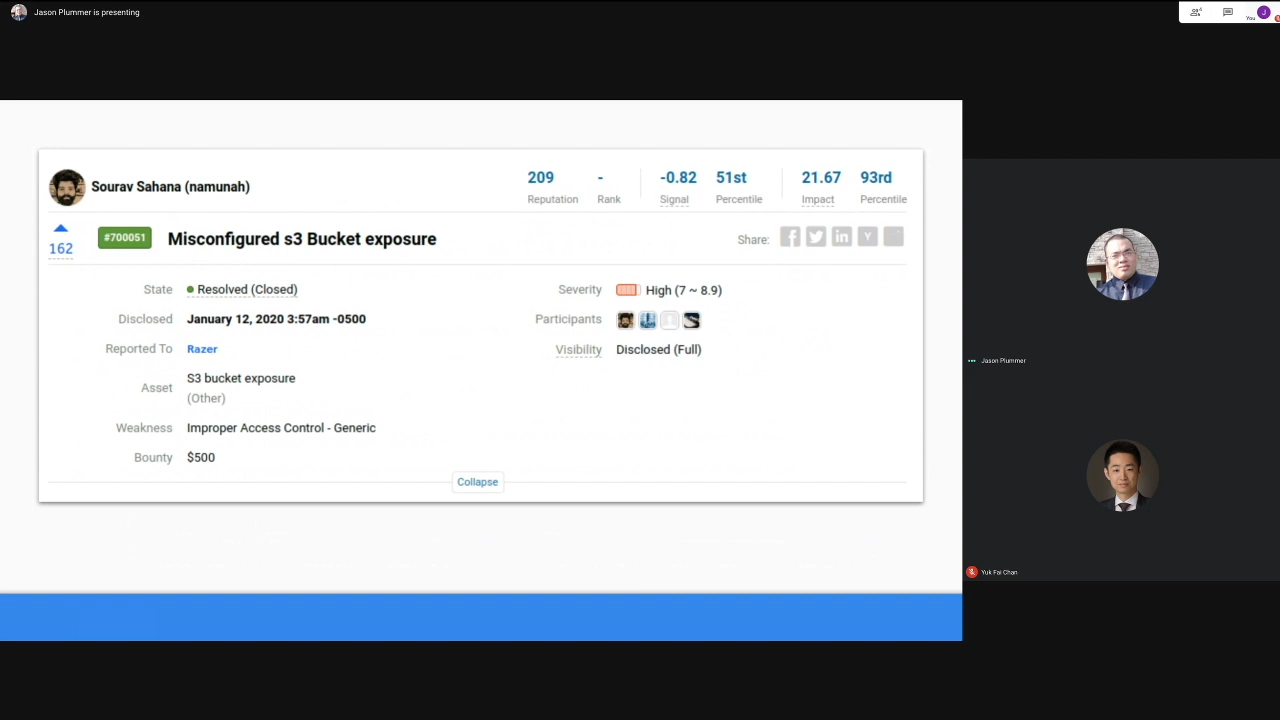 Jason Plummer is presenting
4
You
J
Sourav Sahana (namunah)
209
Reputation
-
Rank
-0.82
Signal
51st
Percentile
21.67
Impact
93rd
Percentile
162
#700051
Misconfigured s3 Bucket exposure
Share:
f
in
Y
State
Resolved (Closed)
Disclosed
January 12, 2020 3:57am -0500
Reported To
Razer
Asset
S3 bucket exposure
(Other)
Weakness
Improper Access Control - Generic
Bounty
$500
Severity
High (7 ~ 8.9)
Participants
Visibility
Disclosed (Full)
Collapse
Jason Plummer
Yuk Fai Chan